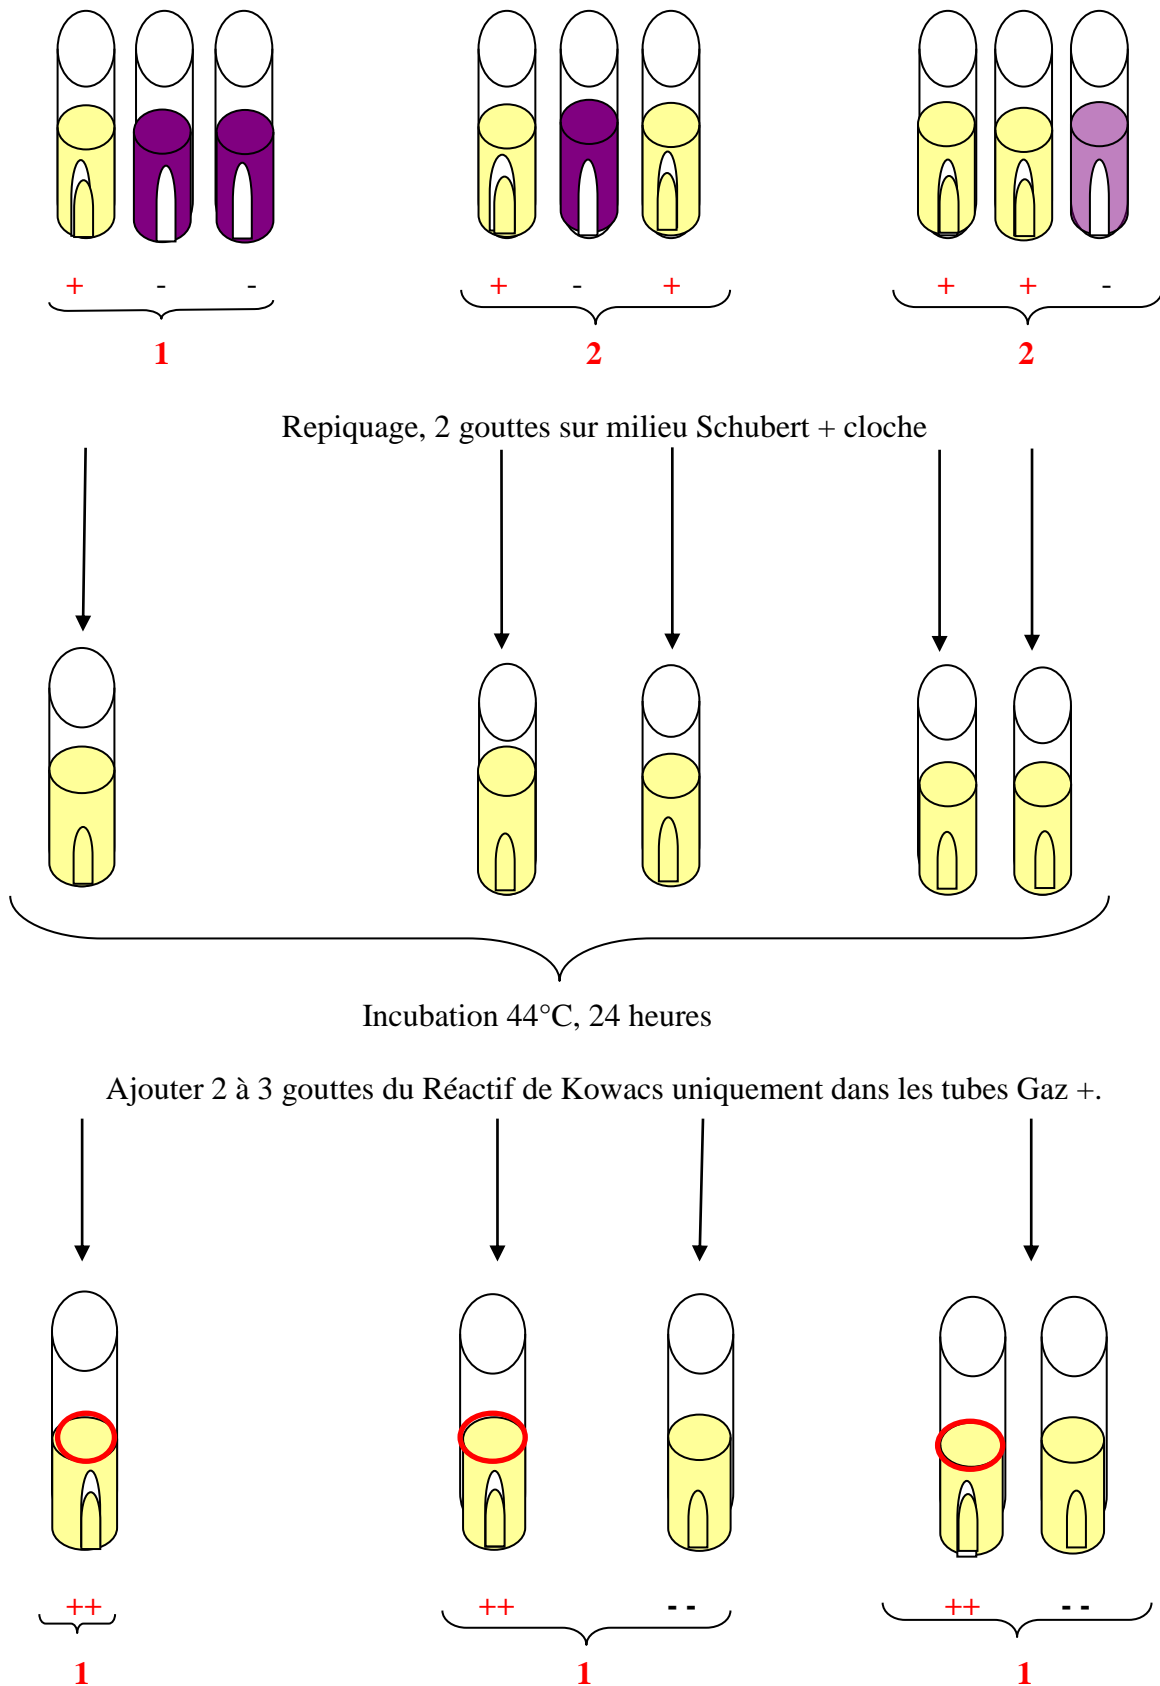 + - - + - + + + -
1 2 2
Repiquage, 2 gouttes sur milieu Schubert + cloche
Incubation 44°C, 24 heures
Ajouter 2 à 3 gouttes du Réactif de Kowacs uniquement dans les tubes Gaz +.
++ ++ - - ++ - -
1 1 1